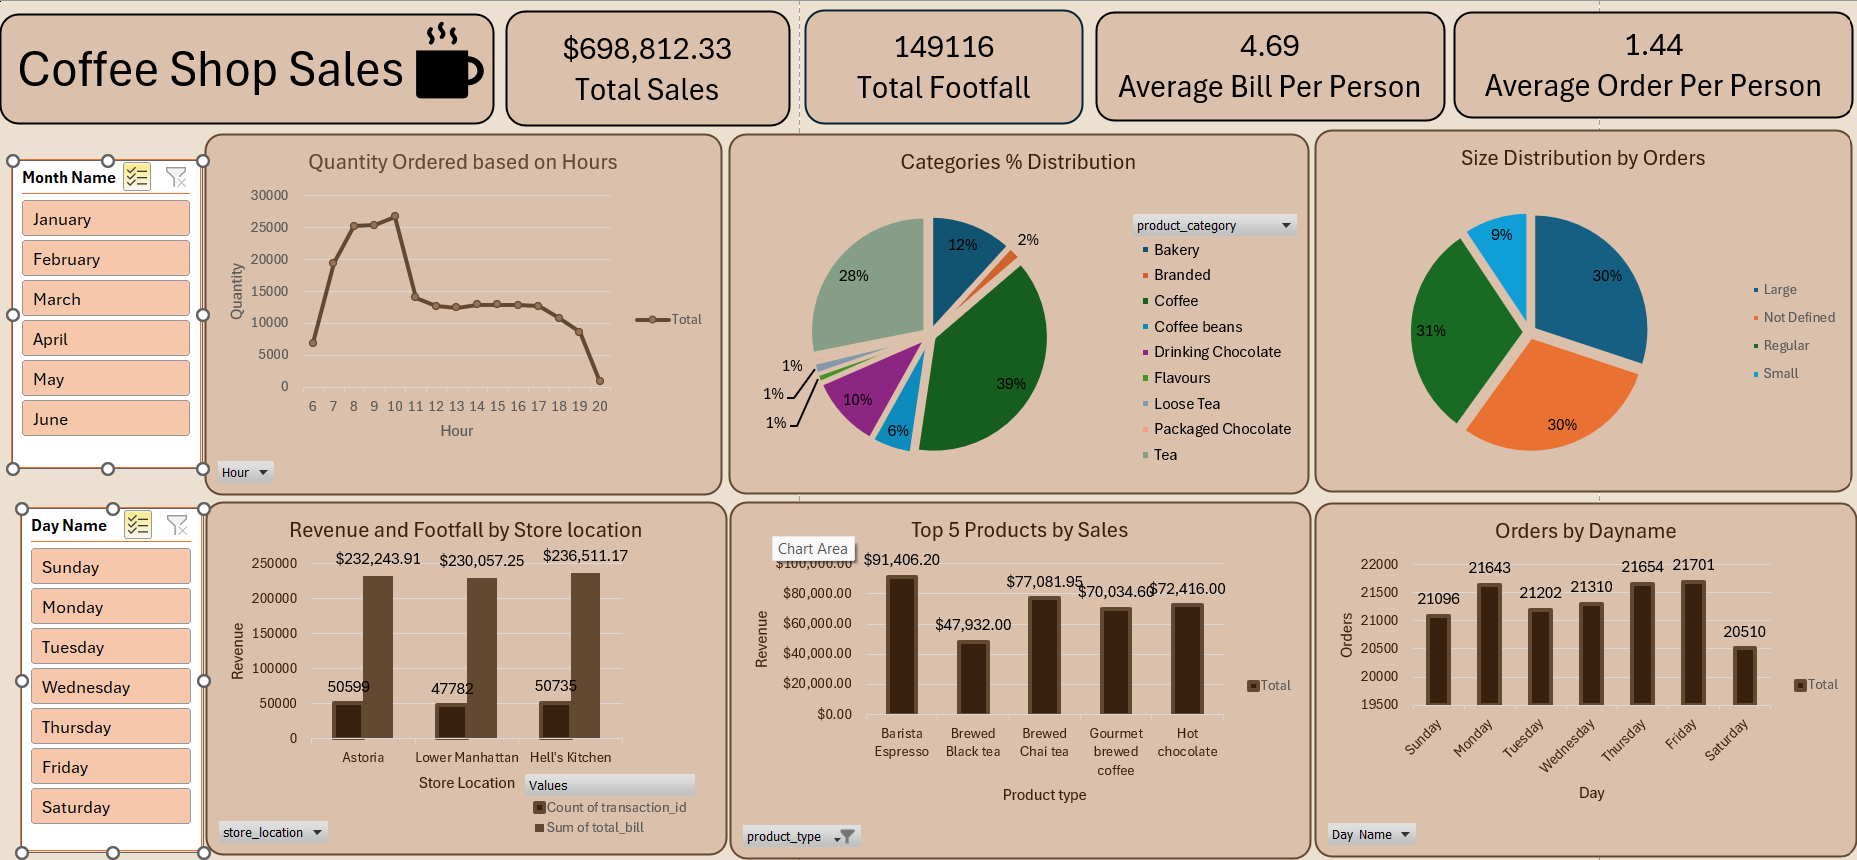 Coffee Shop Sales
$698,812.33
Total Sales
149116
Total Footfall
4.69
Average Bill Per Person
1.44
Average Order Per Person
Month Name
January
February
March
April
May
June
Quantity Ordered based on Hours
30000
25000
20000
15000
10000
5000
0
Quantity
6 7 8 9 10 11 12 13 14 15 16 17 18 19 20
Hour
Total
Hour
Categories % Distribution
12%
2%
28%
39%
1%
1%
1%
10%
6%
product_category
Bakery
Branded
Coffee
Coffee beans
Drinking Chocolate
Flavours
Loose Tea
Packaged Chocolate
Tea
Size Distribution by Orders
9%
30%
31%
30%
Large
Not Defined
Regular
Small
Day Name
Sunday
Monday
Tuesday
Wednesday
Thursday
Friday
Saturday
Revenue and Footfall by Store location
250000
200000
150000
100000
50000
0
Revenue
$232,243.91
$230,057.25
$236,511.17
50599
47782
50735
Astoria
Lower Manhattan
Hell's Kitchen
Store Location
Values
Count of transaction_id
Sum of total_bill
store_location
Top 5 Products by Sales
Chart Area
$100,000.00
$80,000.00
$60,000.00
$40,000.00
$20,000.00
$0.00
Revenue
$91,406.20
$47,932.00
$77,081.95
$70,034.60
$72,416.00
Barista
Espresso
Brewed
Black tea
Brewed
Chai tea
Gourmet
brewed
coffee
Hot
chocolate
Product type
Total
product_type
Orders by Dayname
22000
21500
21000
20500
20000
19500
Orders
21096
21643
21202
21310
21654
21701
20510
Sunday
Monday
Tuesday
Wednesday
Thursday
Friday
Saturday
Day
Total
Day Name